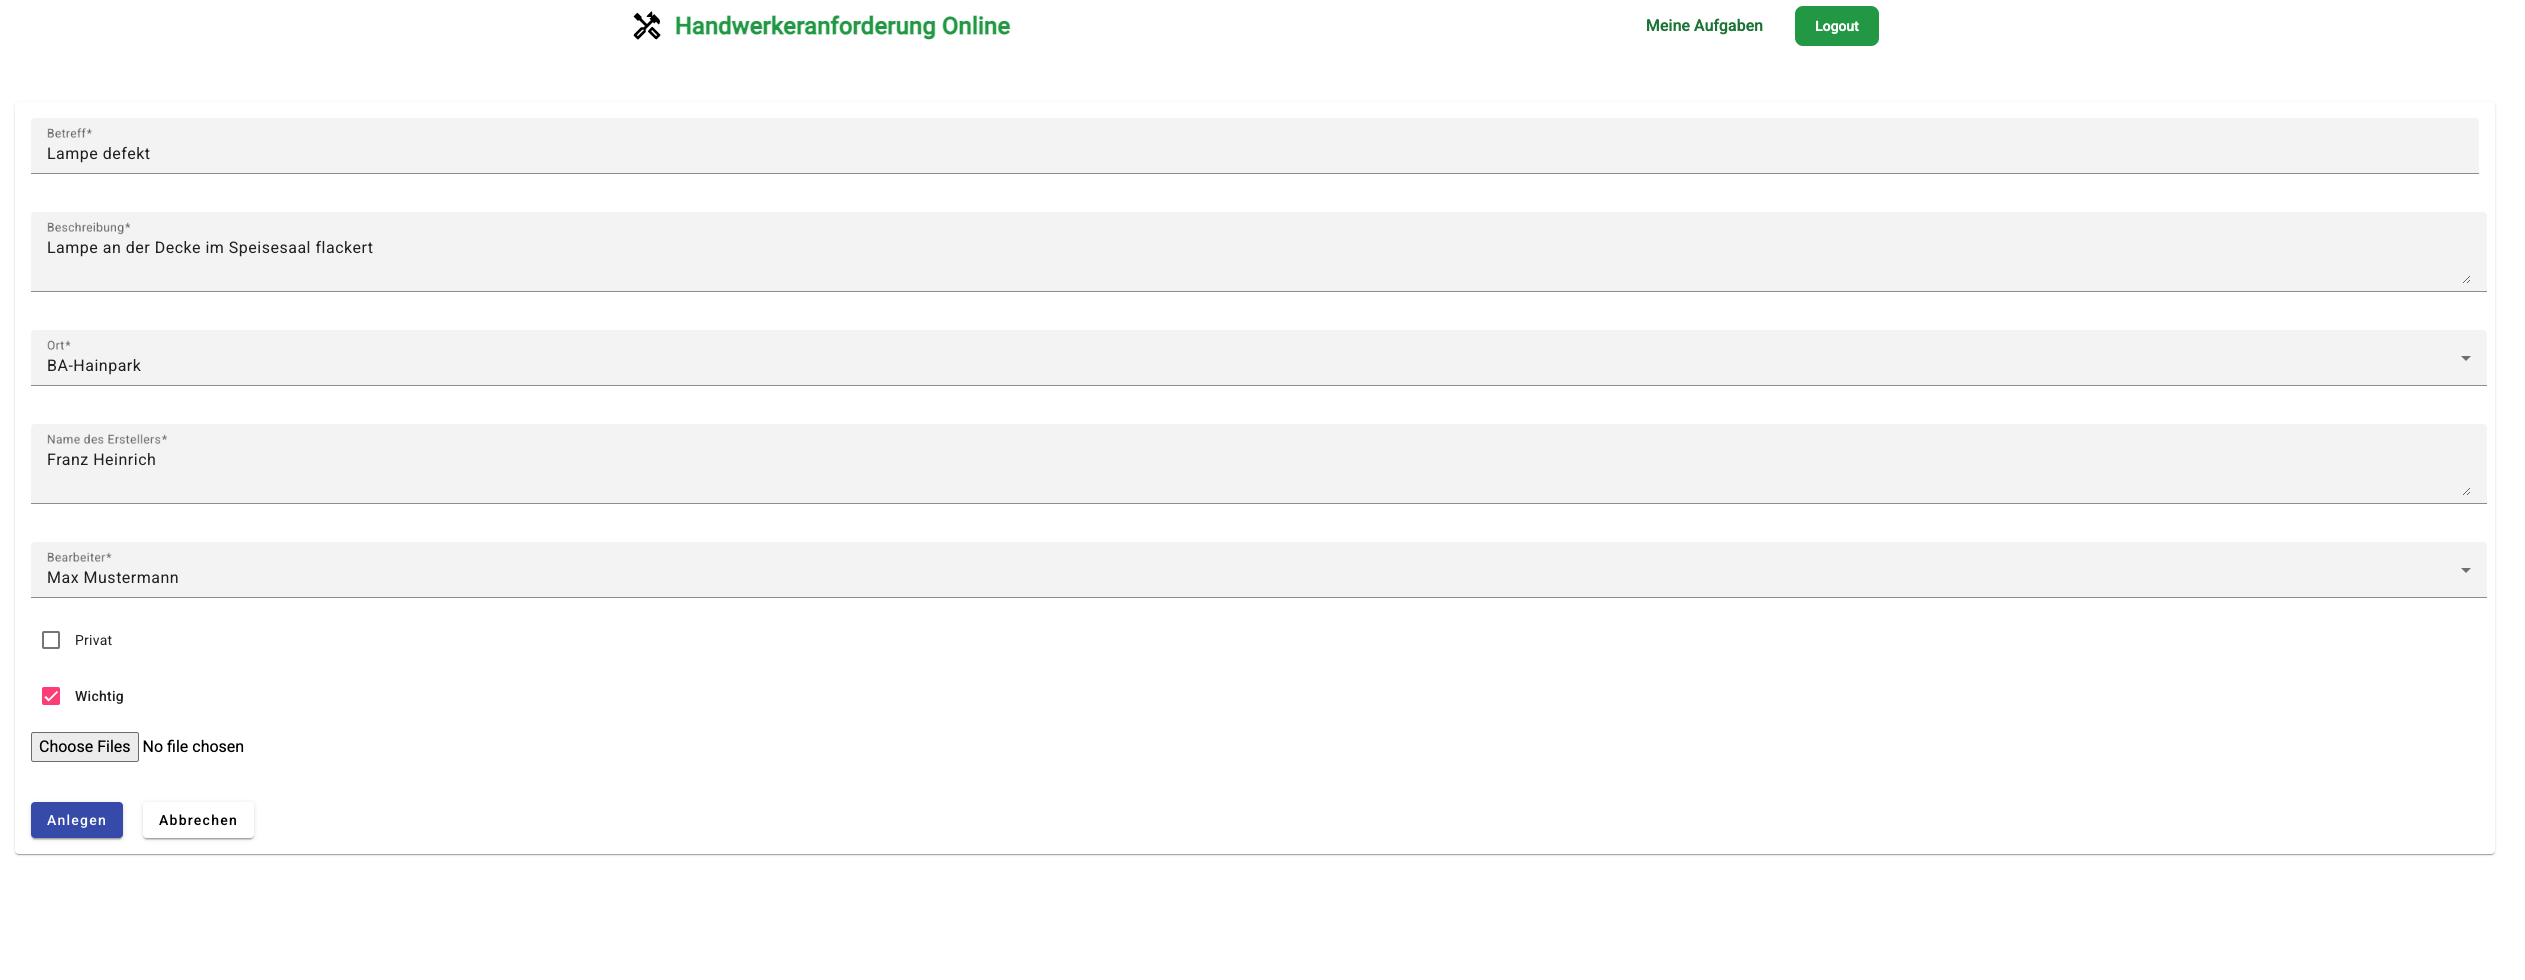 Handwerkeranforderung Online
Meine Aufgaben
Logout
Betreff*
Lampe defekt
Beschreibung*
Lampe an der Decke im Speisesaal flackert
Ort*
BA-Hainpark
Name des Erstellers*
Franz Heinrich
Bearbeiter*
Max Mustermann
Privat
Wichtig
Choose Files No file chosen
Anlegen
Abbrechen